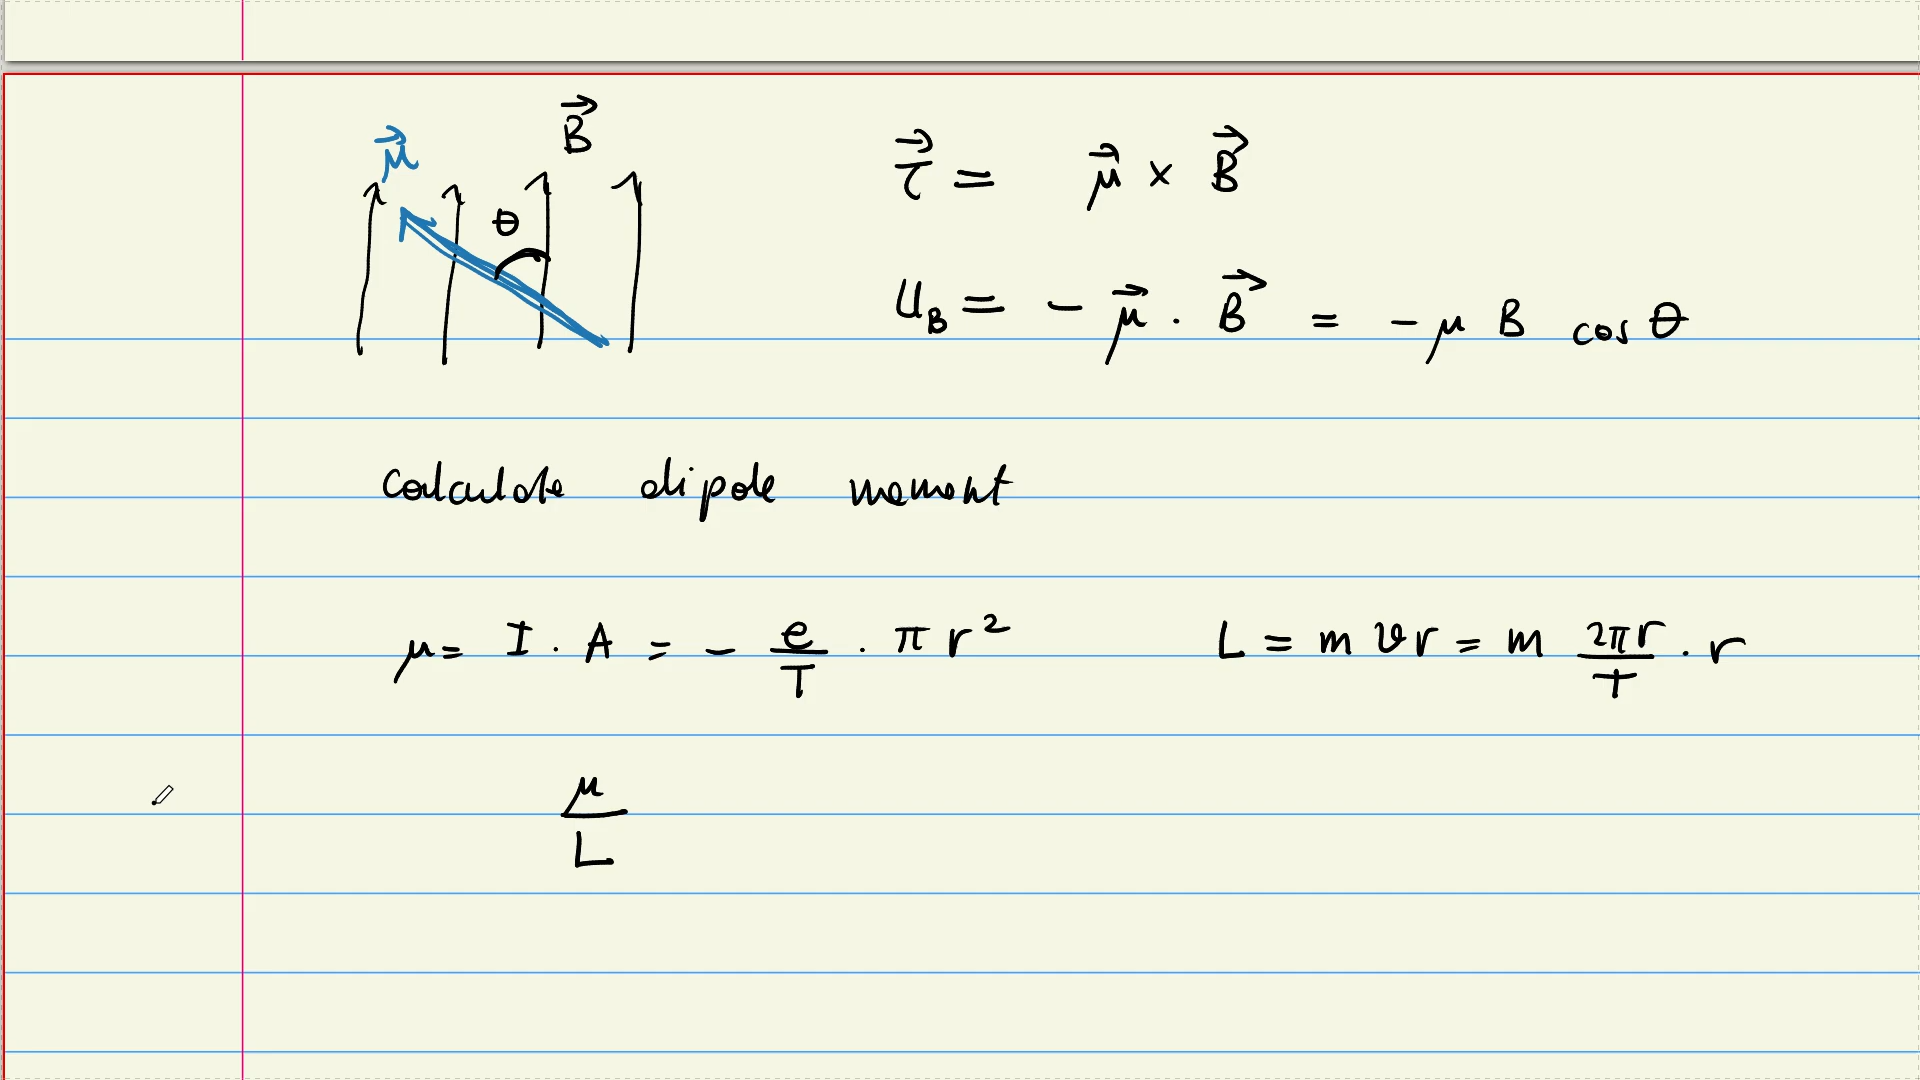 μ⃗ B⃗
θ
τ⃗ = μ⃗ × B⃗
U_B = - μ⃗ · B⃗ = - μ B cos θ
calculate dipole moment
μ = I · A = - e/T · π r²
L = m v r = m 2πr/T · r
μ/L